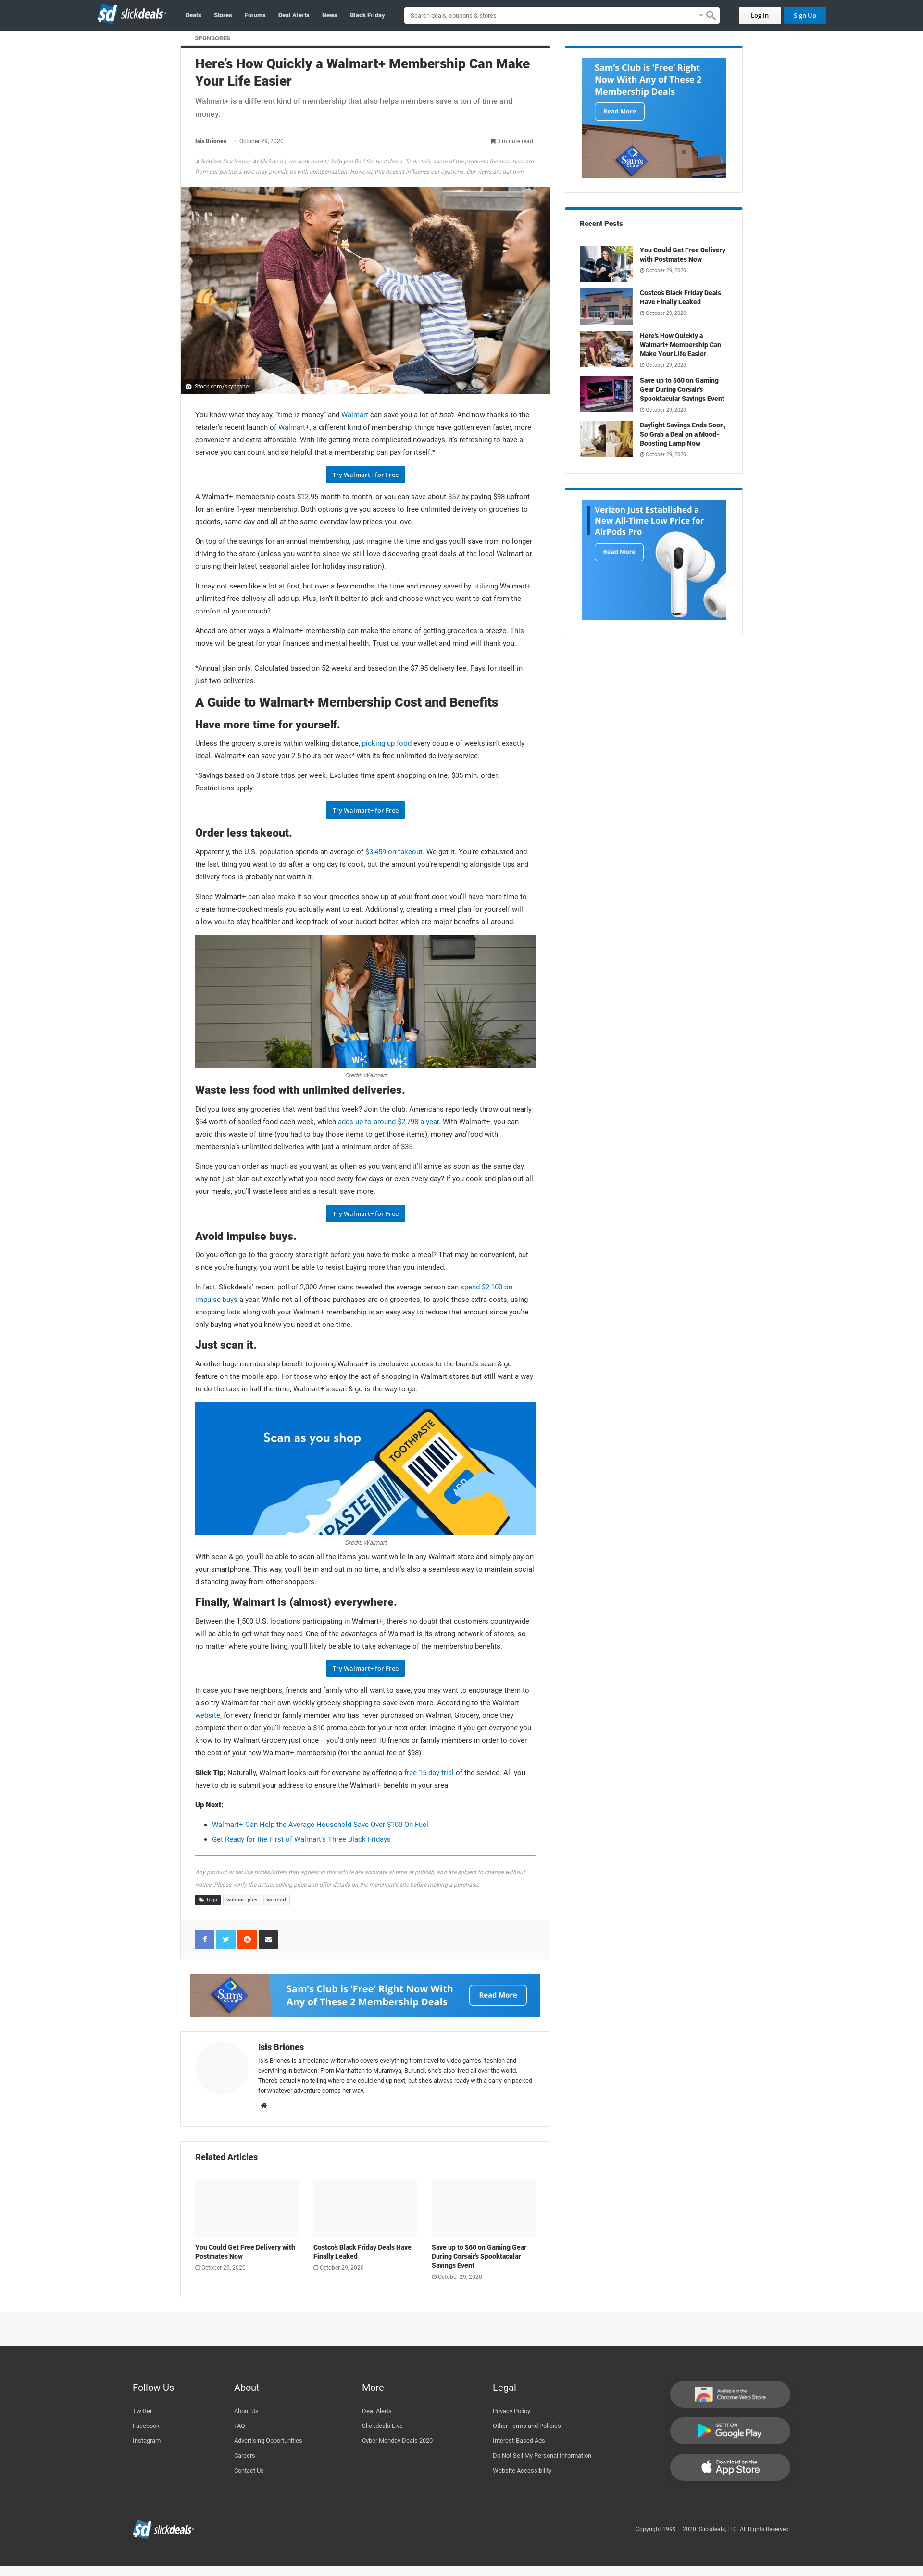 sd slickdeals
Deals Stores Forums Deal Alerts News Black Friday
Search deals, coupons & stores
Log In Sign Up
SPONSORED
Here’s How Quickly a Walmart+ Membership Can Make
Your Life Easier
Walmart+ is a different kind of membership that also helps members save a ton of time and
money.
Isis Briones · October 29, 2020 3 minute read
Advertiser Disclosure: At Slickdeals, we work hard to help you find the best deals. To do this, some of the products featured here are
from our partners, who may provide us with compensation. However, this doesn’t influence our opinions. Our views are our own.
iStock.com/skynesher
You know what they say, “time is money” and Walmart can save you a lot of both. And now thanks to the
retailer’s recent launch of Walmart+, a different kind of membership, things have gotten even faster, more
convenient and extra affordable. With life getting more complicated nowadays, it’s refreshing to have a
service you can count and so helpful that a membership can pay for itself.*
Try Walmart+ for Free
A Walmart+ membership costs $12.95 month-to-month, or you can save about $57 by paying $98 upfront
for an entire 1-year membership. Both options give you access to free unlimited delivery on groceries to
gadgets, same-day and all at the same everyday low prices you love.
On top of the savings for an annual membership, just imagine the time and gas you’ll save from no longer
driving to the store (unless you want to since we still love discovering great deals at the local Walmart or
cruising their latest seasonal aisles for holiday inspiration).
It may not seem like a lot at first, but over a few months, the time and money saved by utilizing Walmart+
unlimited free delivery all add up. Plus, isn’t it better to pick and choose what you want to eat from the
comfort of your couch?
Ahead are other ways a Walmart+ membership can make the errand of getting groceries a breeze. This
move will be great for your finances and mental health. Trust us, your wallet and mind will thank you.
*Annual plan only. Calculated based on 52 weeks and based on the $7.95 delivery fee. Pays for itself in
just two deliveries.
A Guide to Walmart+ Membership Cost and Benefits
Have more time for yourself.
Unless the grocery store is within walking distance, picking up food every couple of weeks isn’t exactly
ideal. Walmart+ can save you 2.5 hours per week* with its free unlimited delivery service.
*Savings based on 3 store trips per week. Excludes time spent shopping online. $35 min. order.
Restrictions apply.
Try Walmart+ for Free
Order less takeout.
Apparently, the U.S. population spends an average of $3,459 on takeout. We get it. You’re exhausted and
the last thing you want to do after a long day is cook, but the amount you’re spending alongside tips and
delivery fees is probably not worth it.
Since Walmart+ can also make it so your groceries show up at your front door, you’ll have more time to
create home-cooked meals you actually want to eat. Additionally, creating a meal plan for yourself will
allow you to stay healthier and keep track of your budget better, which are major benefits all around.
W+ W+
Credit: Walmart
Waste less food with unlimited deliveries.
Did you toss any groceries that went bad this week? Join the club. Americans reportedly throw out nearly
$54 worth of spoiled food each week, which adds up to around $2,798 a year. With Walmart+, you can
avoid this waste of time (you had to buy those items to get those items), money and food with
membership’s unlimited deliveries with just a minimum order of $35.
Since you can order as much as you want as often as you want and it’ll arrive as soon as the same day,
why not just plan out exactly what you need every few days or even every day? If you cook and plan out all
your meals, you’ll waste less and as a result, save more.
Try Walmart+ for Free
Avoid impulse buys.
Do you often go to the grocery store right before you have to make a meal? That may be convenient, but
since you’re hungry, you won’t be able to resist buying more than you intended.
In fact, Slickdeals’ recent poll of 2,000 Americans revealed the average person can spend $2,100 on
impulse buys a year. While not all of those purchases are on groceries, to avoid these extra costs, using
shopping lists along with your Walmart+ membership is an easy way to reduce that amount since you’re
only buying what you know you need at one time.
Just scan it.
Another huge membership benefit to joining Walmart+ is exclusive access to the brand’s scan & go
feature on the mobile app. For those who enjoy the act of shopping in Walmart stores but still want a way
to do the task in half the time, Walmart+’s scan & go is the way to go.
Scan as you shop
TOOTHPASTE
ADD
Credit: Walmart
With scan & go, you’ll be able to scan all the items you want while in any Walmart store and simply pay on
your smartphone. This way, you’ll be in and out in no time, and it’s also a seamless way to maintain social
distancing away from other shoppers.
Finally, Walmart is (almost) everywhere.
Between the 1,500 U.S. locations participating in Walmart+, there’s no doubt that customers countrywide
will be able to get what they need. One of the advantages of Walmart is its strong network of stores, so
no matter where you’re living, you’ll likely be able to take advantage of the membership benefits.
Try Walmart+ for Free
In case you have neighbors, friends and family who all want to save, you may want to encourage them to
also try Walmart for their own weekly grocery shopping to save even more. According to the Walmart
website, for every friend or family member who has never purchased on Walmart Grocery, once they
complete their order, you’ll receive a $10 promo code for your next order. Imagine if you get everyone you
know to try Walmart Grocery just once —you’d only need 10 friends or family members in order to cover
the cost of your new Walmart+ membership (for the annual fee of $98).
Slick Tip: Naturally, Walmart looks out for everyone by offering a free 15-day trial of the service. All you
have to do is submit your address to ensure the Walmart+ benefits in your area.
Up Next:
Walmart+ Can Help the Average Household Save Over $100 On Fuel
Get Ready for the First of Walmart’s Three Black Fridays
Any product or service prices/offers that appear in this article are accurate at time of publish, and are subject to change without
notice. Please verify the actual selling price and offer details on the merchant’s site before making a purchase.
Tags walmart-plus walmart
Sam’s Club is ‘Free’ Right Now With
Any of These 2 Membership Deals
Read More
Isis Briones
Isis Briones is a freelance writer who covers everything from travel to video games, fashion and
everything in between. From Manhattan to Muramvya, Burundi, she’s also lived all over the world.
There’s actually no telling where she could end up next, but she’s always ready with a carry-on packed
for whatever adventure comes her way.
Related Articles
You Could Get Free Delivery with
Postmates Now
October 29, 2020
Costco’s Black Friday Deals Have
Finally Leaked
October 29, 2020
Save up to $60 on Gaming Gear
During Corsair’s Spooktacular
Savings Event
October 29, 2020
Sam’s Club is ‘Free’ Right
Now With Any of These 2
Membership Deals
Read More
Sam's
Recent Posts
You Could Get Free Delivery
with Postmates Now
October 29, 2020
Costco’s Black Friday Deals
Have Finally Leaked
October 29, 2020
Here’s How Quickly a
Walmart+ Membership Can
Make Your Life Easier
October 29, 2020
Save up to $60 on Gaming
Gear During Corsair’s
Spooktacular Savings Event
October 29, 2020
Daylight Savings Ends Soon,
So Grab a Deal on a Mood-
Boosting Lamp Now
October 29, 2020
Verizon Just Established a
New All-Time Low Price for
AirPods Pro
Read More
Follow Us
Twitter
Facebook
Instagram
About
About Us
FAQ
Advertising Opportunities
Careers
Contact Us
More
Deal Alerts
Slickdeals Live
Cyber Monday Deals 2020
Legal
Privacy Policy
Other Terms and Policies
Interest-Based Ads
Do Not Sell My Personal Information
Website Accessibility
Available in the
Chrome Web Store
GET IT ON
Google Play
Download on the
App Store
sd slickdeals
Copyright 1999 – 2020. Slickdeals, LLC. All Rights Reserved.